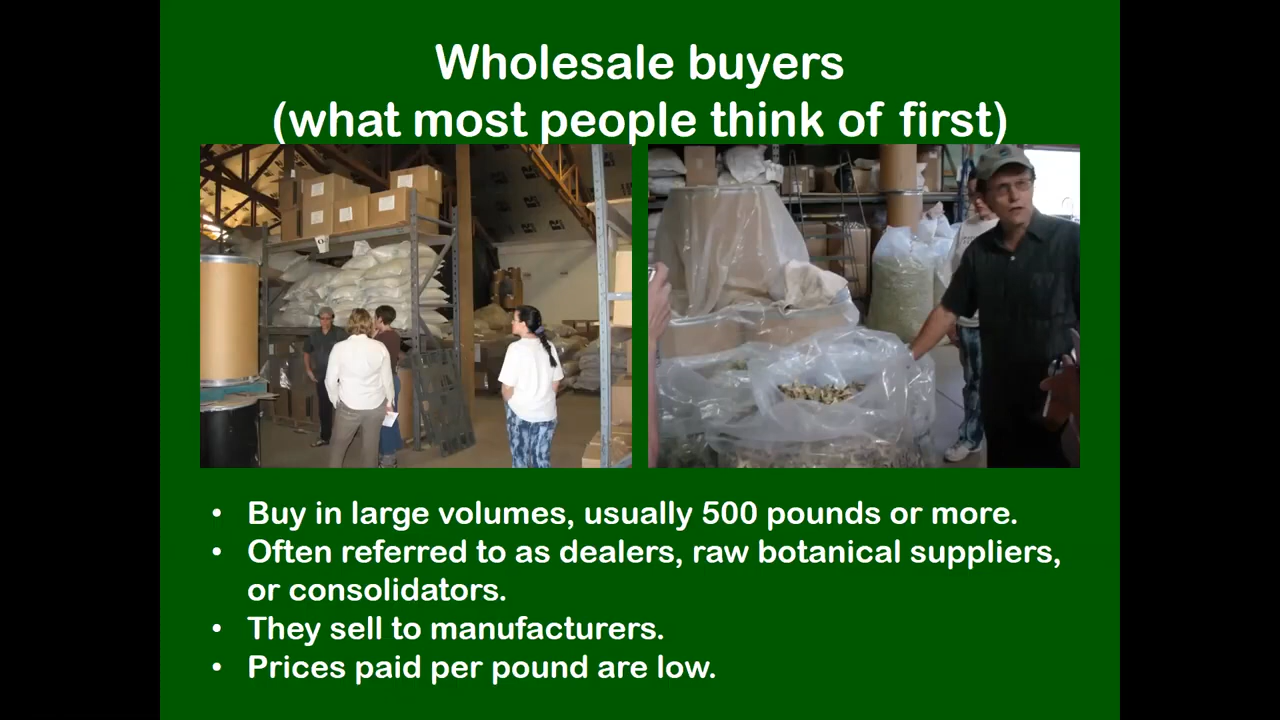 Wholesale buyers
(what most people think of first)
• Buy in large volumes, usually 500 pounds or more.
• Often referred to as dealers, raw botanical suppliers,
or consolidators.
• They sell to manufacturers.
• Prices paid per pound are low.